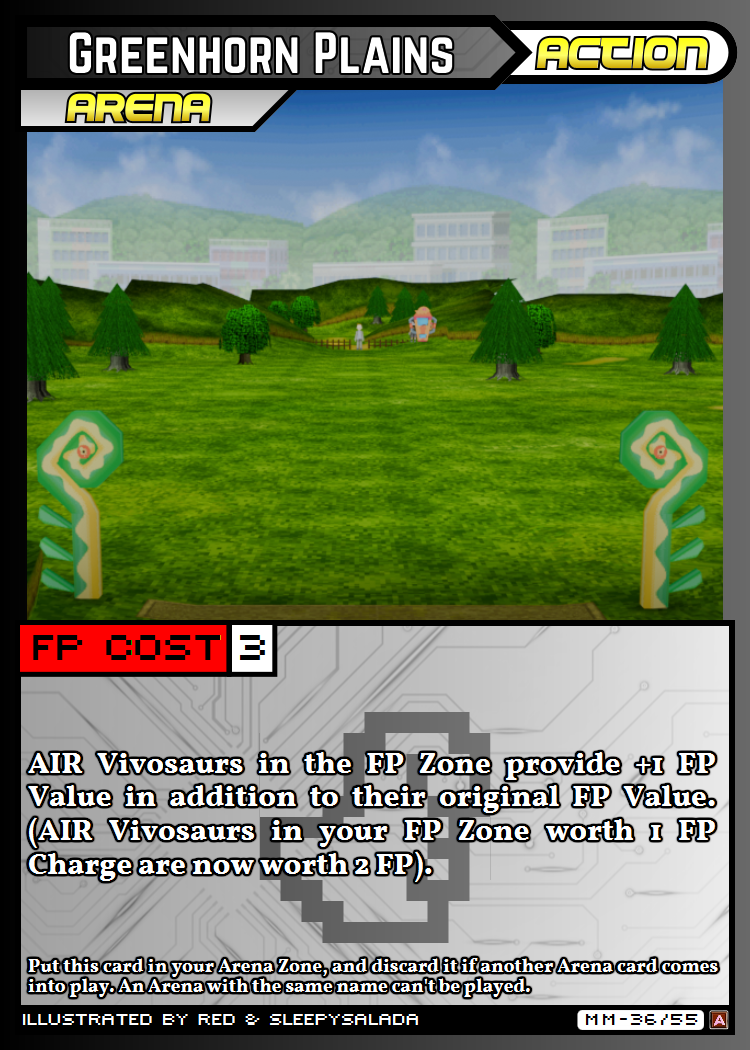 Greenhorn Plains
ACTION
ARENA
FP COST 3
AIR Vivosaurs in the FP Zone provide +1 FP
Value in addition to their original FP Value.
(AIR Vivosaurs in your FP Zone worth 1 FP
Charge are now worth 2 FP).
Put this card in your Arena Zone, and discard it if another Arena card comes
into play. An Arena with the same name can't be played.
ILLUSTRATED BY RED & SLEEPYSALADA
MM-36/55 A